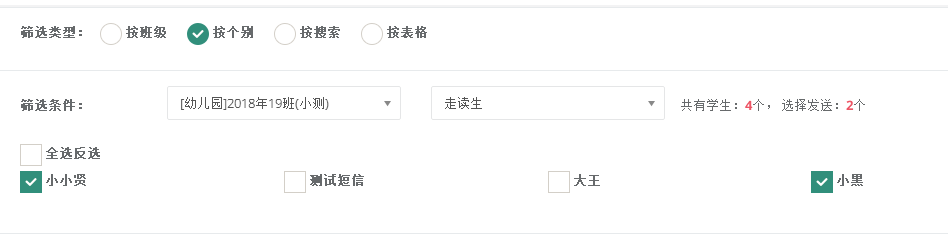 筛选类型： 按班级 按个别 按搜索 按表格
筛选条件： [幼儿园]2018年19班(小测) 走读生 共有学生：4个，选择发送：2个
全选反选
小小贤 测试短信 大王 小黑